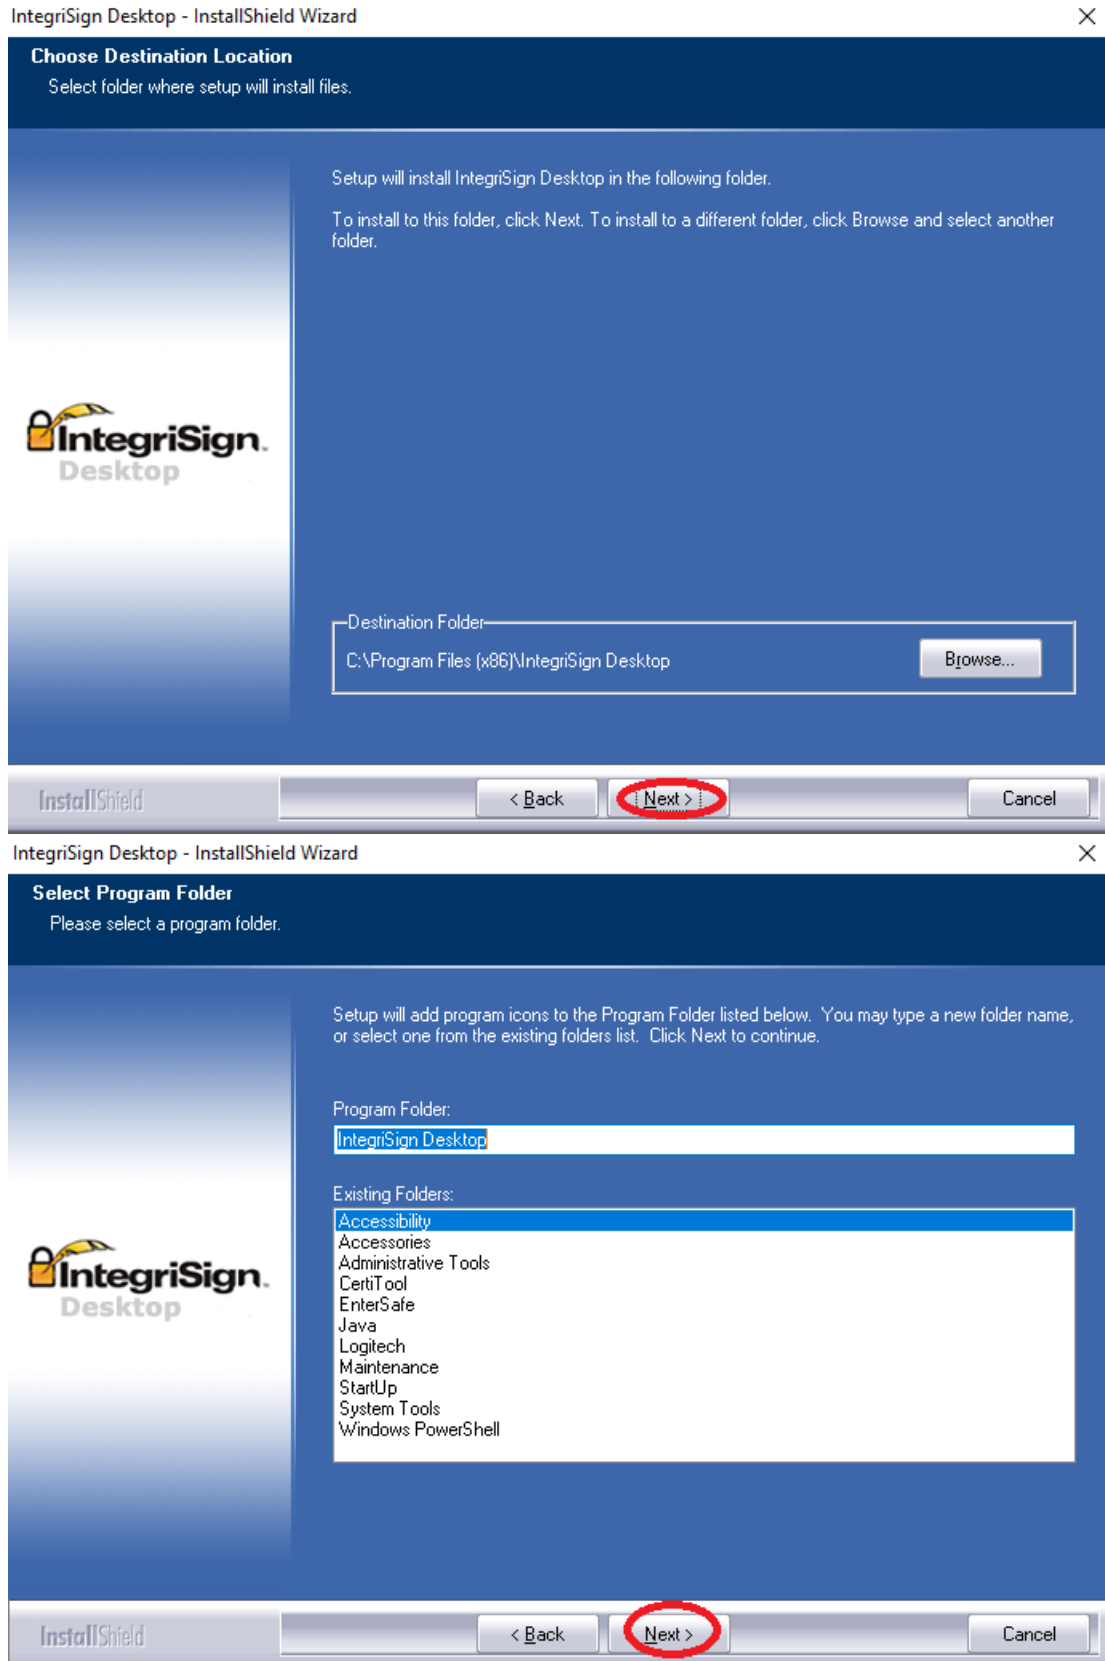 IntegriSign Desktop - InstallShield Wizard
Choose Destination Location
Select folder where setup will install files.
Setup will install IntegriSign Desktop in the following folder.
To install to this folder, click Next. To install to a different folder, click Browse and select another
folder.
IntegriSign™
Desktop
Destination Folder
C:\Program Files (x86)\IntegriSign Desktop
Browse...
InstallShield
< Back
Next >
Cancel
IntegriSign Desktop - InstallShield Wizard
Select Program Folder
Please select a program folder.
Setup will add program icons to the Program Folder listed below.  You may type a new folder name,
or select one from the existing folders list.  Click Next to continue.
Program Folder:
IntegriSign Desktop
Existing Folders:
Accessibility
Accessories
Administrative Tools
CertiTool
EnterSafe
Java
Logitech
Maintenance
StartUp
System Tools
Windows PowerShell
IntegriSign™
Desktop
InstallShield
< Back
Next >
Cancel